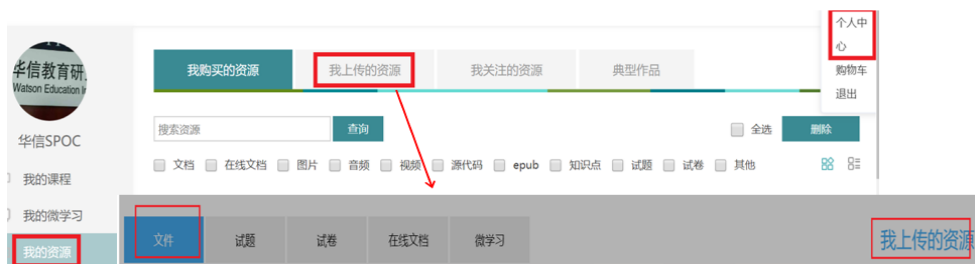 个人中
心
购物车
退出
华信教育研
Watson Education I
华信SPOC
我的课程
我的微学习
我的资源
我购买的资源 我上传的资源 我关注的资源 典型作品
搜索资源 查询 全选 删除
文档 在线文档 图片 音频 视频 源代码 epub 知识点 试题 试卷 其他
文件 试题 试卷 在线文档 微学习 我上传的资源